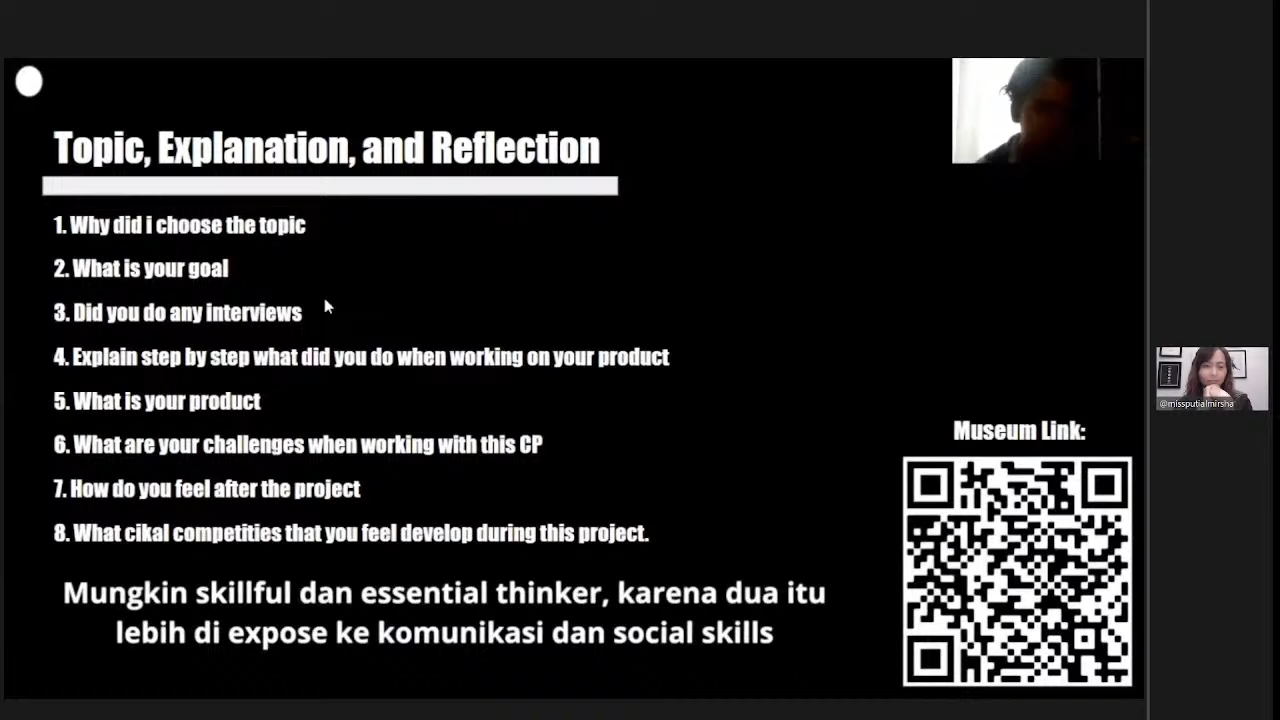 Topic, Explanation, and Reflection
1. Why did i choose the topic
2. What is your goal
3. Did you do any interviews
4. Explain step by step what did you do when working on your product
5. What is your product
6. What are your challenges when working with this CP
7. How do you feel after the project
8. What cikal competities that you feel develop during this project.
Mungkin skillful dan essential thinker, karena dua itu
lebih di expose ke komunikasi dan social skills
Museum Link:
@missputialmirsha